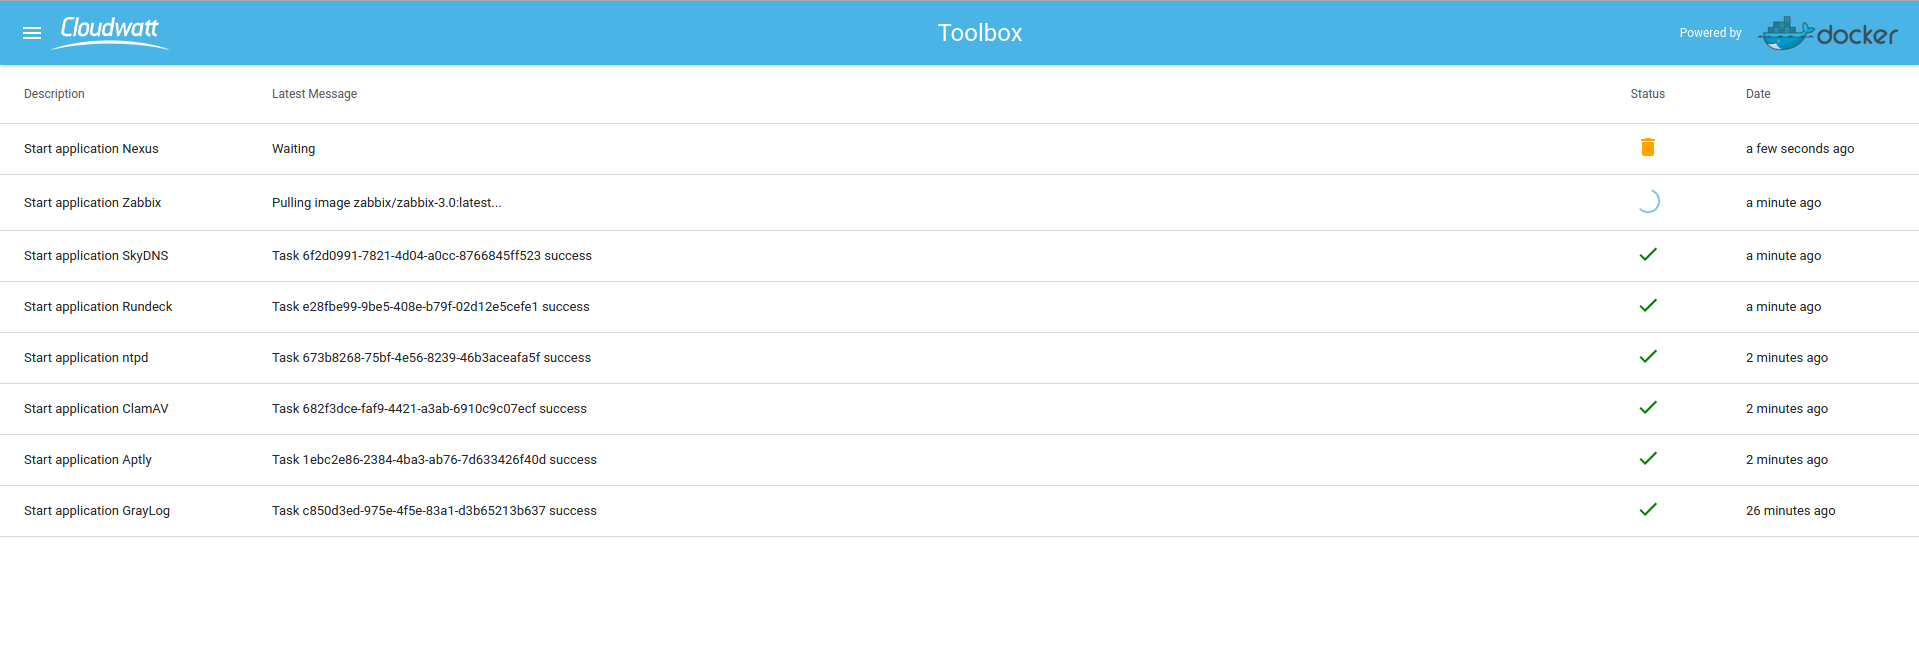 Cloudwatt Toolbox Powered by docker
Description Latest Message Status Date
Start application Nexus Waiting a few seconds ago
Start application Zabbix Pulling image zabbix/zabbix-3.0:latest... a minute ago
Start application SkyDNS Task 6f2d0991-7821-4d04-a0cc-8766845ff523 success a minute ago
Start application Rundeck Task e28fbe99-9be5-408e-b79f-02d12e5cefe1 success a minute ago
Start application ntpd Task 673b8268-75bf-4e56-8239-46b3aceafa5f success 2 minutes ago
Start application ClamAV Task 682f3dce-faf9-4421-a3ab-6910c9c07ecf success 2 minutes ago
Start application Aptly Task 1ebc2e86-2384-4ba3-ab76-7d633426f40d success 2 minutes ago
Start application GrayLog Task c850d3ed-975e-4f5e-83a1-d3b65213b637 success 26 minutes ago